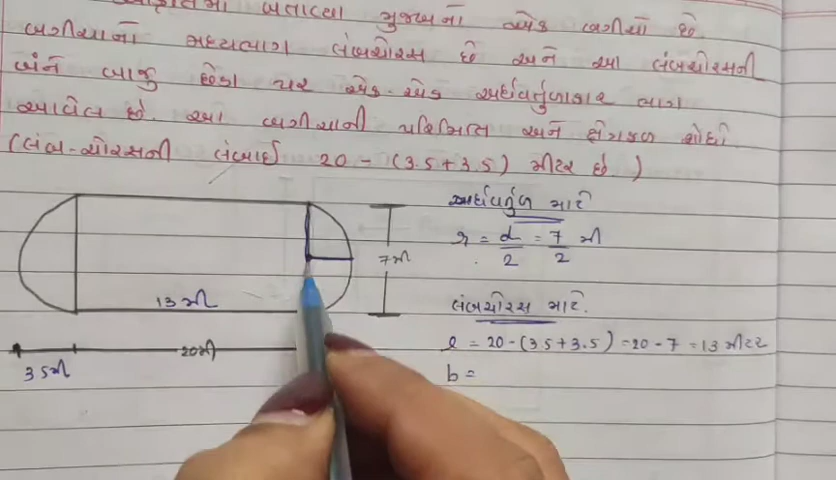 બતાવ્યા મુજબનો એક બગીચો છે
બગીચાનો મધ્યભાગ લંબચોરસ છે અને આ લંબચોરસની
બંને બાજુ છેડા પર એક-એક અર્ધવર્તુળાકાર ભાગ
આવેલ છે. આ બગીચાની પરિમિતિ અને ક્ષેત્રફળ શોધો
(લંબ-ચોરસની લંબાઈ 20 - (3.5+3.5) મીટર છે )
અર્ધવર્તુળ માટે
r = d/2 = 7/2 મી
7મી
13 મી
લંબચોરસ માટે.
l = 20-(3.5+3.5) = 20 - 7 = 13 મીટર
20મી
3.5મી
b =